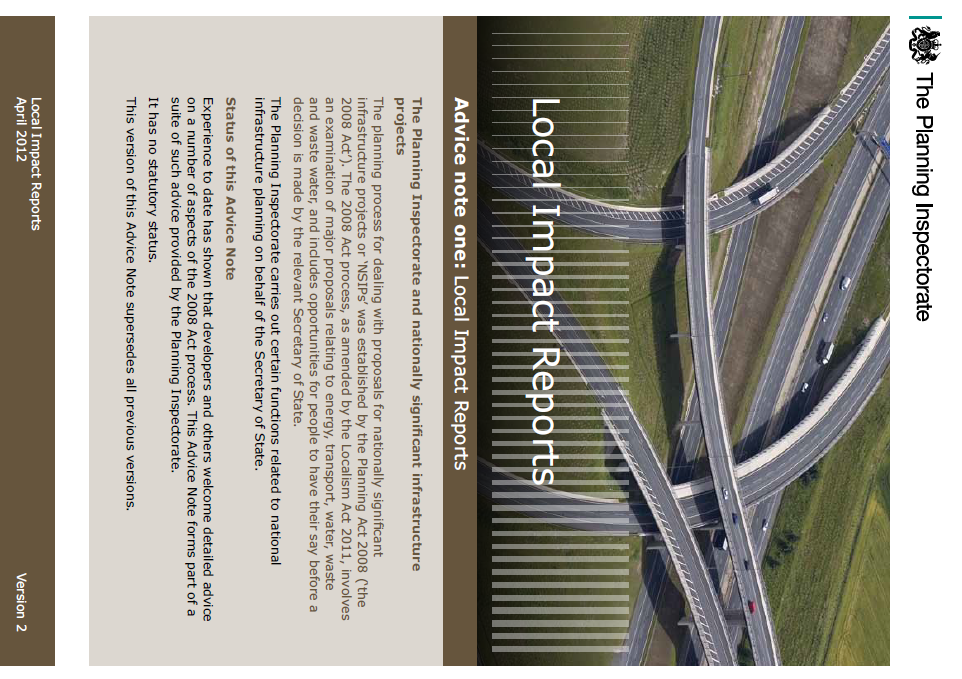 The Planning Inspectorate
Local Impact Reports
Advice note one: Local Impact Reports
The Planning Inspectorate and nationally significant infrastructure
projects
The planning process for dealing with proposals for nationally significant
infrastructure projects or ‘NSIPs’ was established by the Planning Act 2008 (‘the
2008 Act’). The 2008 Act process, as amended by the Localism Act 2011, involves
an examination of major proposals relating to energy, transport, water, waste
and waste water, and includes opportunities for people to have their say before a
decision is made by the relevant Secretary of State.
The Planning Inspectorate carries out certain functions related to national
infrastructure planning on behalf of the Secretary of State.
Status of this Advice Note
Experience to date has shown that developers and others welcome detailed advice
on a number of aspects of the 2008 Act process. This Advice Note forms part of a
suite of such advice provided by the Planning Inspectorate.
It has no statutory status.
This version of this Advice Note supersedes all previous versions.
Local Impact Reports
April 2012
Version 2